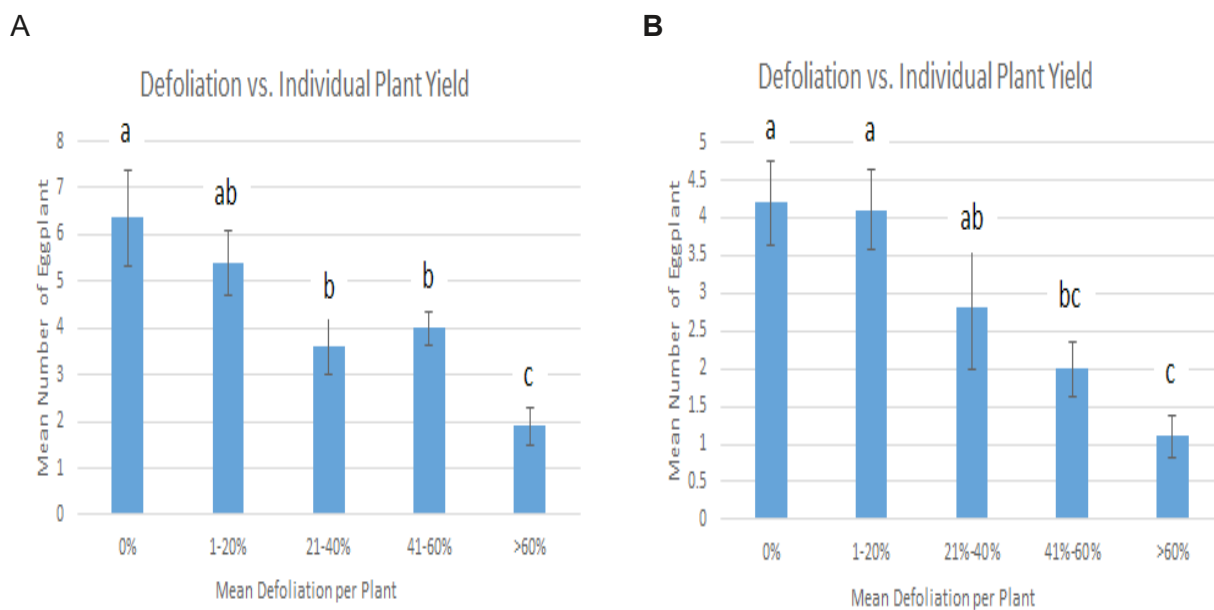 A
Defoliation vs. Individual Plant Yield
Mean Number of Eggplant
8
7
6
5
4
3
2
1
0
a
ab
b
b
c
0%
1-20%
21-40%
41-60%
>60%
Mean Defoliation per Plant
B
Defoliation vs. Individual Plant Yield
Mean Number of Eggplant
5
4.5
4
3.5
3
2.5
2
1.5
1
0.5
0
a
a
ab
bc
c
0%
1-20%
21%-40%
41%-60%
>60%
Mean Defoliation per Plant